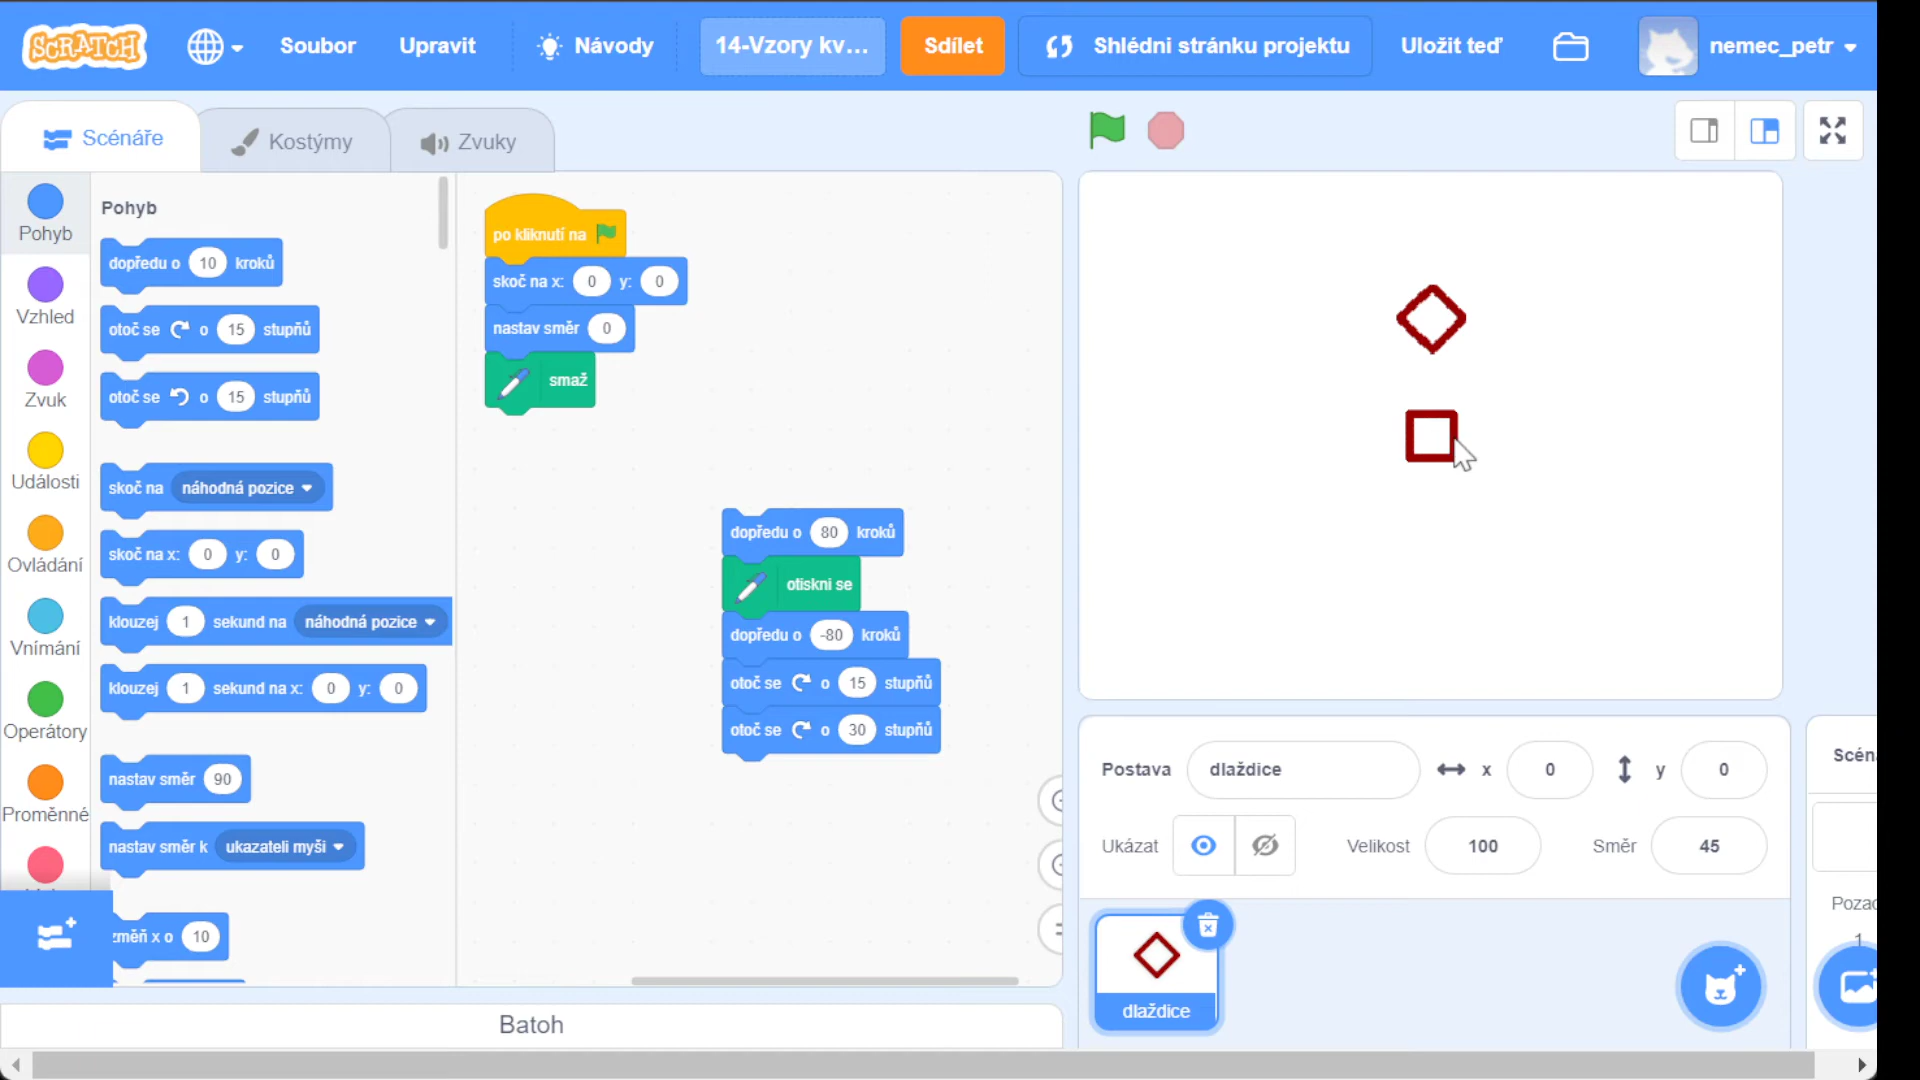 SCRATCH
Soubor
Upravit
Návody
14-Vzory kv...
Sdílet
Shlédni stránku projektu
Uložit teď
nemec_petr
Scénáře
Kostýmy
Zvuky
Pohyb
Vzhled
Zvuk
Události
Ovládání
Vnímání
Operátory
Proměnné
Pohyb
dopředu o 10 kroků
otoč se o 15 stupňů
otoč se o 15 stupňů
skoč na náhodná pozice
skoč na x: 0 y: 0
klouzej 1 sekund na náhodná pozice
klouzej 1 sekund na x: 0 y: 0
nastav směr 90
nastav směr k ukazateli myši
změň x o 10
po kliknutí na
skoč na x: 0 y: 0
nastav směr 0
smaž
dopředu o 80 kroků
otiskni se
dopředu o -80 kroků
otoč se o 15 stupňů
otoč se o 30 stupňů
Batoh
Postava dlaždice x 0 y 0
Ukázat Velikost 100 Směr 45
dlaždice
Scén
Pozad
1